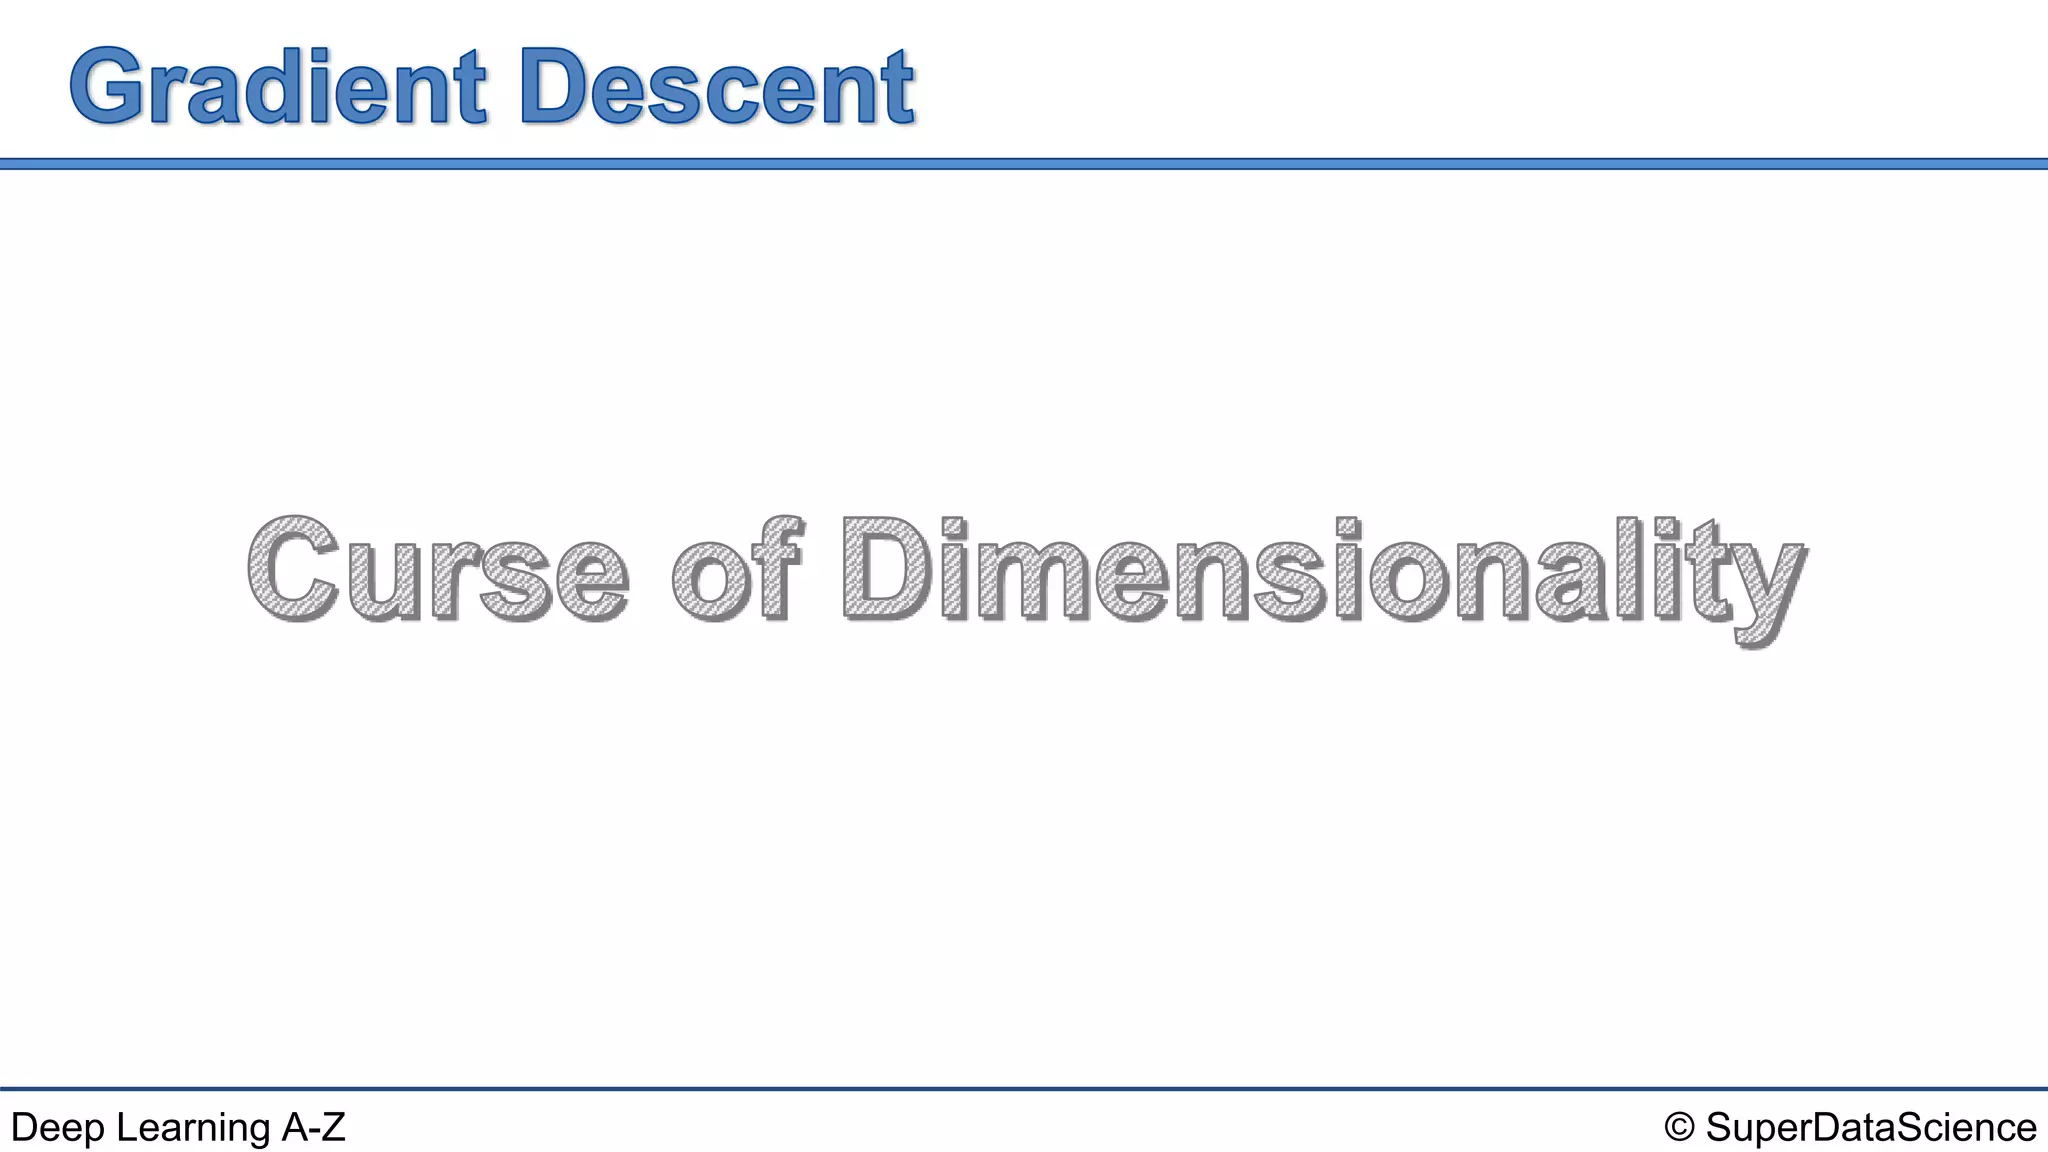 Gradient Descent
Curse of Dimensionality
Deep Learning A-Z
© SuperDataScience